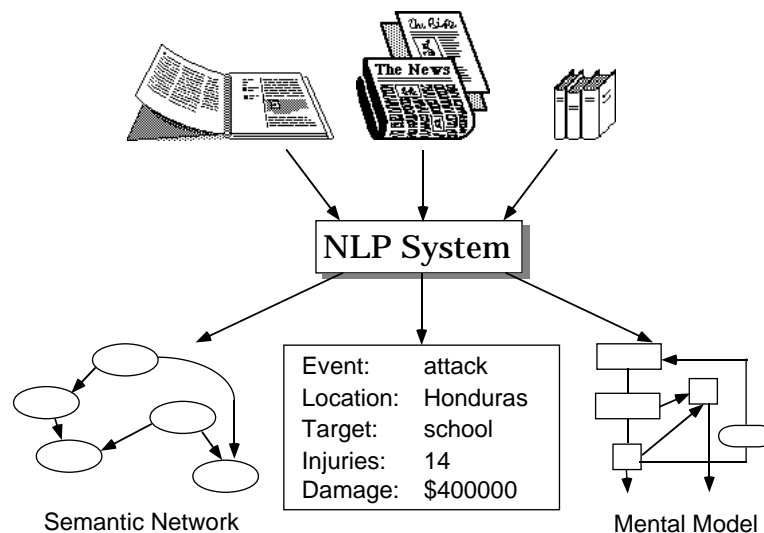 The News
NLP System
Event: attack
Location: Honduras
Target: school
Injuries: 14
Damage: $400000
Semantic Network
Mental Model